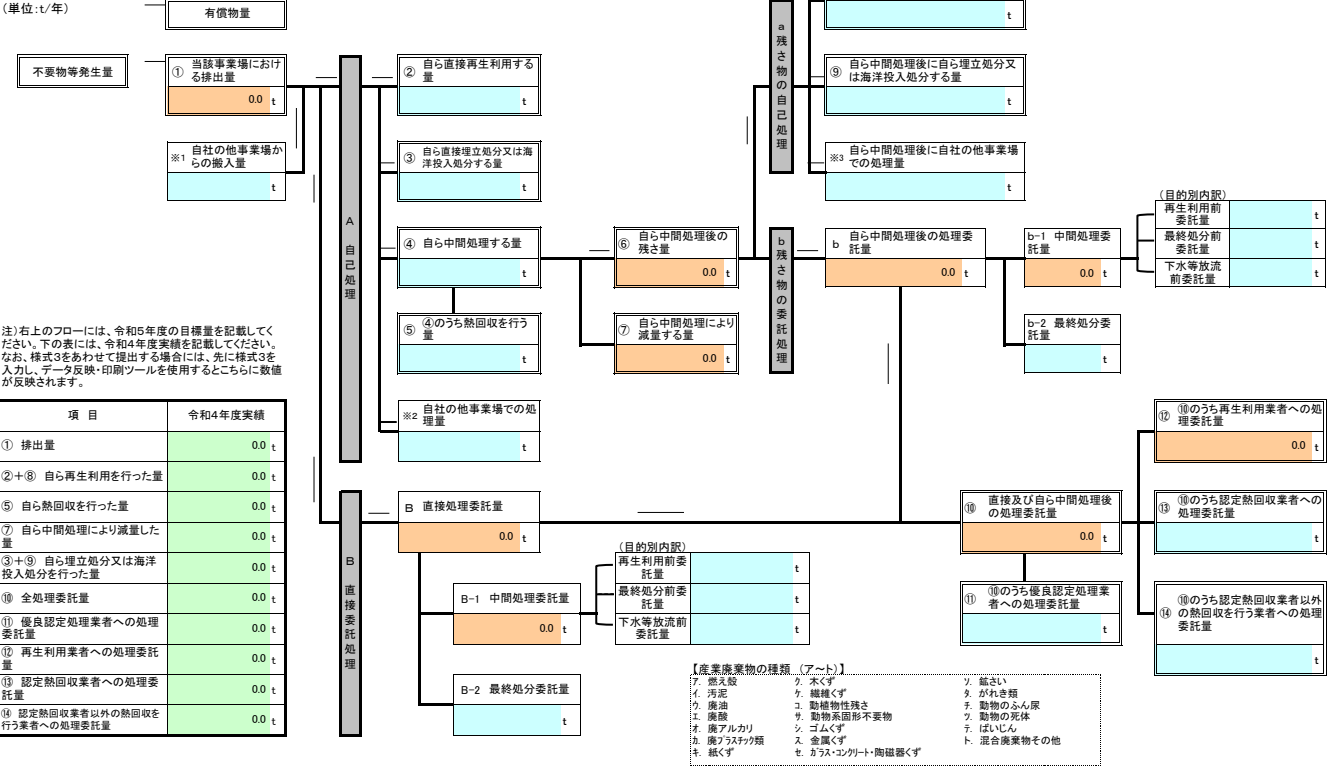 (単位:t/年)
有償物量
t
不要物等発生量
① 当該事業場におけ
る排出量
0.0 t
※1 自社の他事業場か
らの搬入量
t
A 自己処理
② 自ら直接再生利用する
量
t
③ 自ら直接埋立処分又は海
洋投入処分する量
t
④ 自ら中間処理する量
t
⑤ ④のうち熱回収を行う
量
t
※2 自社の他事業場での処
理量
t
⑥ 自ら中間処理後の
残さ量
0.0 t
⑦ 自ら中間処理により
減量する量
0.0 t
a 残さ物の自己処理
⑨ 自ら中間処理後に自ら埋立処分又
は海洋投入処分する量
t
※3 自ら中間処理後に自社の他事業場
での処理量
t
b 残さ物の委託処理
b 自ら中間処理後の処理委
託量
0.0 t
b-1 中間処理委
託量
0.0 t
b-2 最終処分委
託量
t
(目的別内訳)
再生利用前
委託量
t
最終処分前
委託量
t
下水等放流
前委託量
t
注)右上のフローには、令和5年度の目標量を記載してく
ださい。下の表には、令和4年度実績を記載してください。
なお、様式3をあわせて提出する場合には、先に様式3を
入力し、データ反映・印刷ツールを使用するとこちらに数値
が反映されます。
項 目 令和4年度実績
① 排出量 0.0 t
②+⑧ 自ら再生利用を行った量 0.0 t
⑤ 自ら熱回収を行った量 0.0 t
⑦ 自ら中間処理により減量した
量 0.0 t
③+⑨ 自ら埋立処分又は海洋
投入処分を行った量 0.0 t
⑩ 全処理委託量 0.0 t
⑪ 優良認定処理業者への処理
委託量 0.0 t
⑫ 再生利用業者への処理委託
量 0.0 t
⑬ 認定熱回収業者への処理委
託量 0.0 t
⑭ 認定熱回収業者以外の熱回収を
行う業者への処理委託量 0.0 t
B 直接委託処理
B 直接処理委託量
0.0 t
B-1 中間処理委託量
0.0 t
B-2 最終処分委託量
t
(目的別内訳)
再生利用前委
託量
t
最終処分前委
託量
t
下水等放流前
委託量
t
⑩ 直接及び自ら中間処理後
の処理委託量
0.0 t
⑪ ⑩のうち優良認定処理業
者への処理委託量
t
⑫ ⑩のうち再生利用業者への処
理委託量
0.0 t
⑬ ⑩のうち認定熱回収業者への
処理委託量
t
⑭ ⑩のうち認定熱回収業者以外
の熱回収を行う業者への処理
委託量
t
【産業廃棄物の種類 (ア~ト)】
ア. 燃え殻 ク. 木くず ソ. 鉱さい
イ. 汚泥 ケ. 繊維くず タ. がれき類
ウ. 廃油 コ. 動植物性残さ チ. 動物のふん尿
エ. 廃酸 サ. 動物系固形不要物 ツ. 動物の死体
オ. 廃アルカリ シ. ゴムくず テ. ばいじん
カ. 廃プラスチック類 ス. 金属くず ト. 混合廃棄物その他
キ. 紙くず セ. ガラス・コンクリート・陶磁器くず